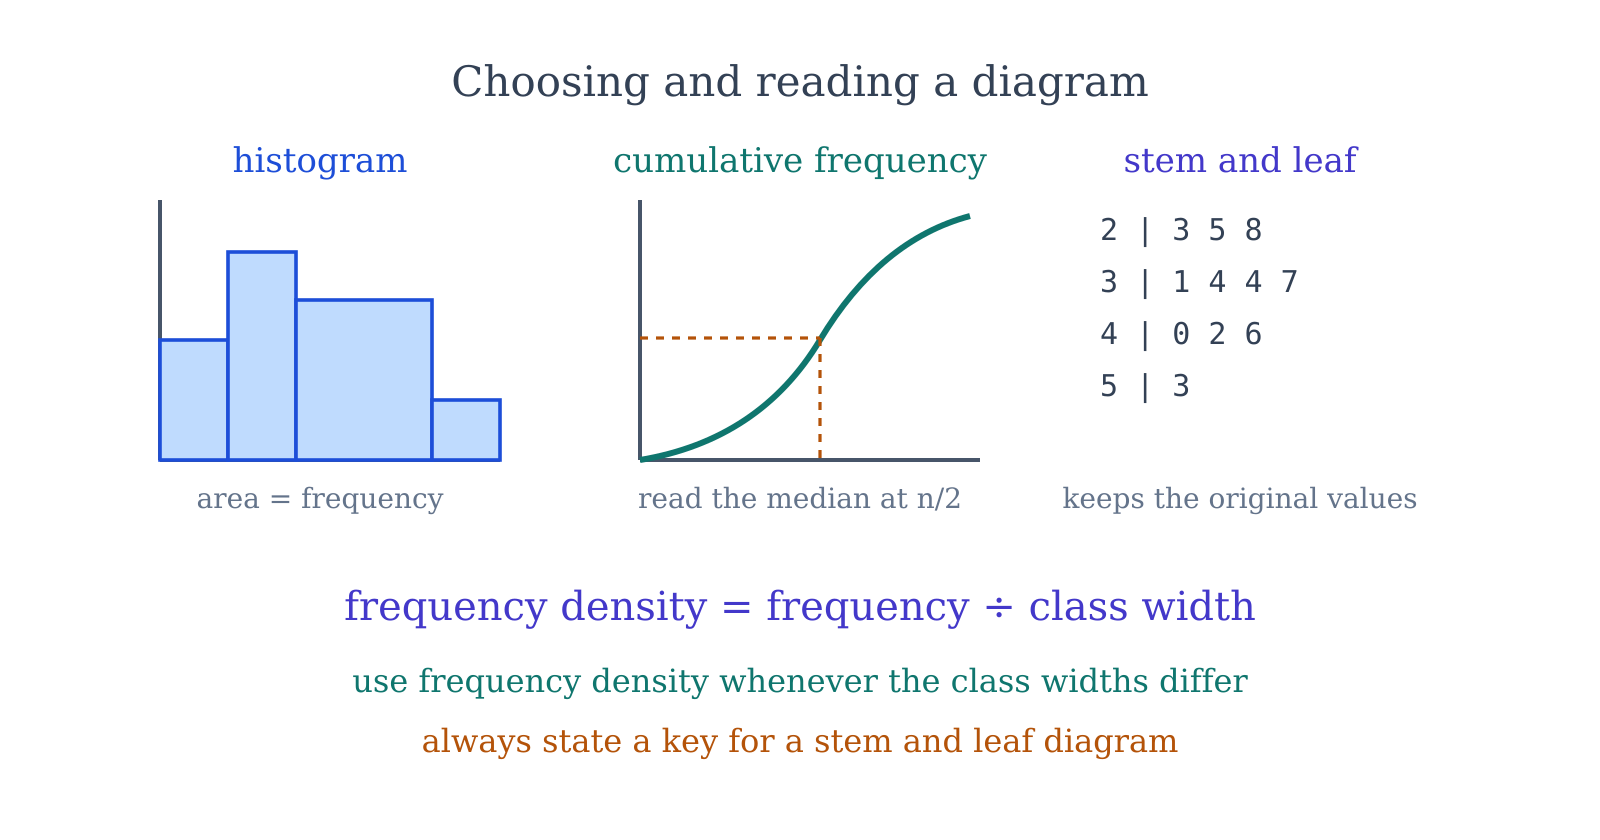 Choosing and reading a diagram
histogram
area = frequency
cumulative frequency
read the median at n/2
stem and leaf
2 | 3 5 8
3 | 1 4 4 7
4 | 0 2 6
5 | 3
keeps the original values
frequency density = frequency ÷ class width
use frequency density whenever the class widths differ
always state a key for a stem and leaf diagram